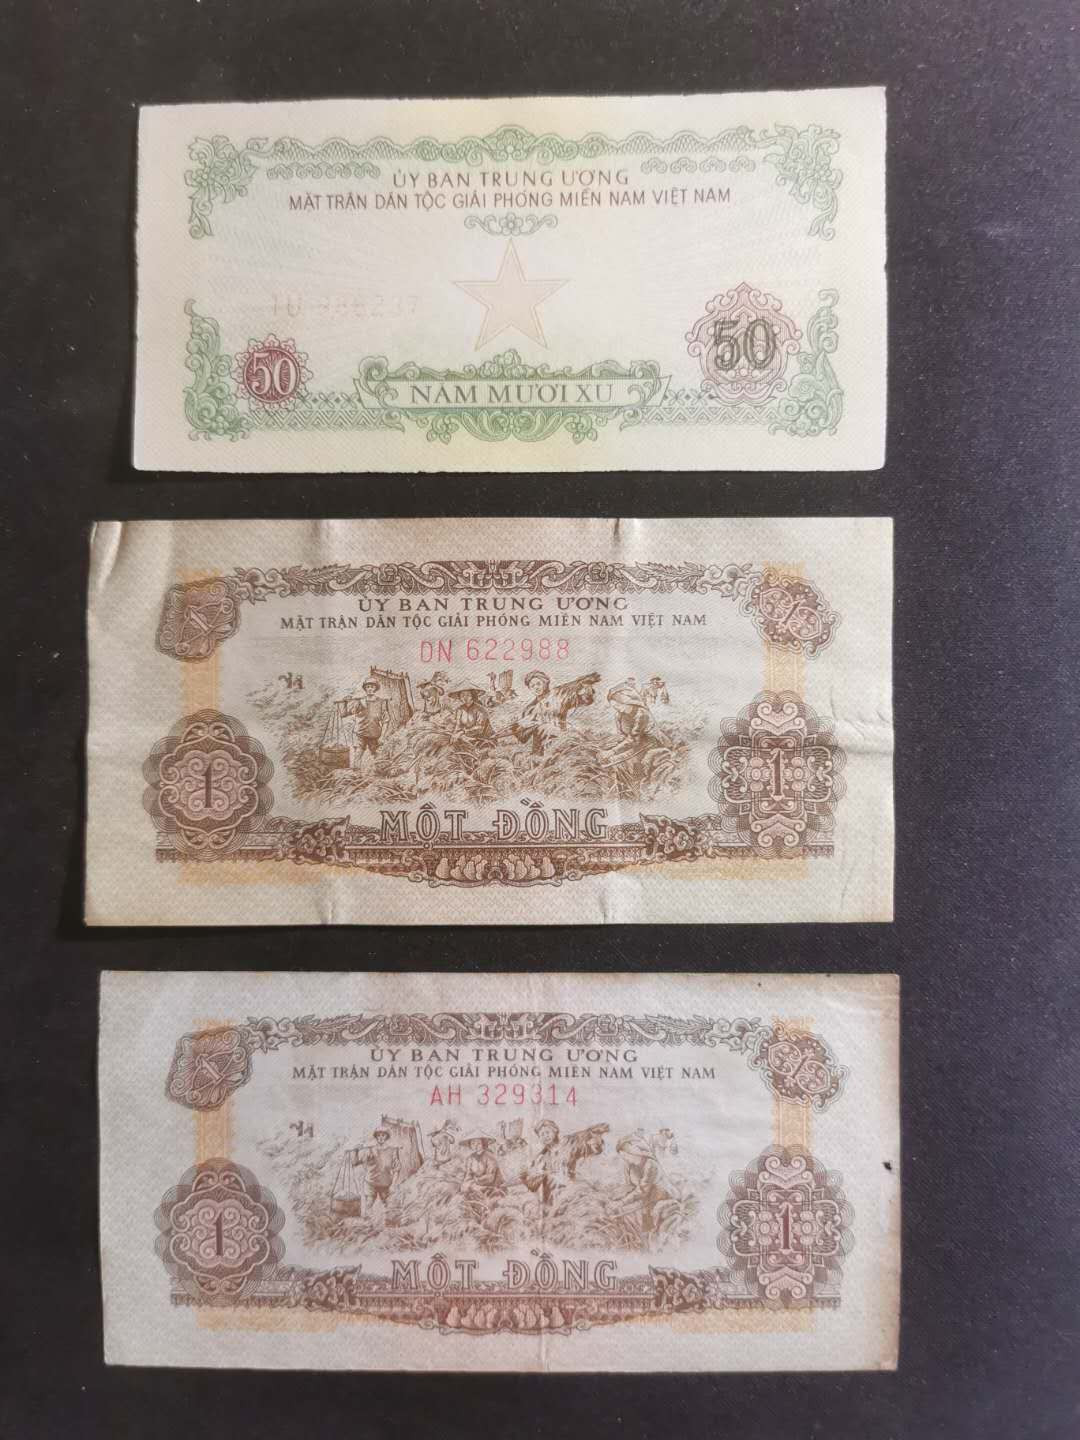 ỦY BAN TRUNG ƯƠNG
MẶT TRẬN DÂN TỘC GIẢI PHÓNG MIỀN NAM VIỆT NAM
50
50
NĂM MƯƠI XU
ỦY BAN TRUNG ƯƠNG
MẶT TRẬN DÂN TỘC GIẢI PHÓNG MIỀN NAM VIỆT NAM
DN 622988
1
1
MỘT ĐỒNG
ỦY BAN TRUNG ƯƠNG
MẶT TRẬN DÂN TỘC GIẢI PHÓNG MIỀN NAM VIỆT NAM
AH 329314
1
1
MỘT ĐỒNG